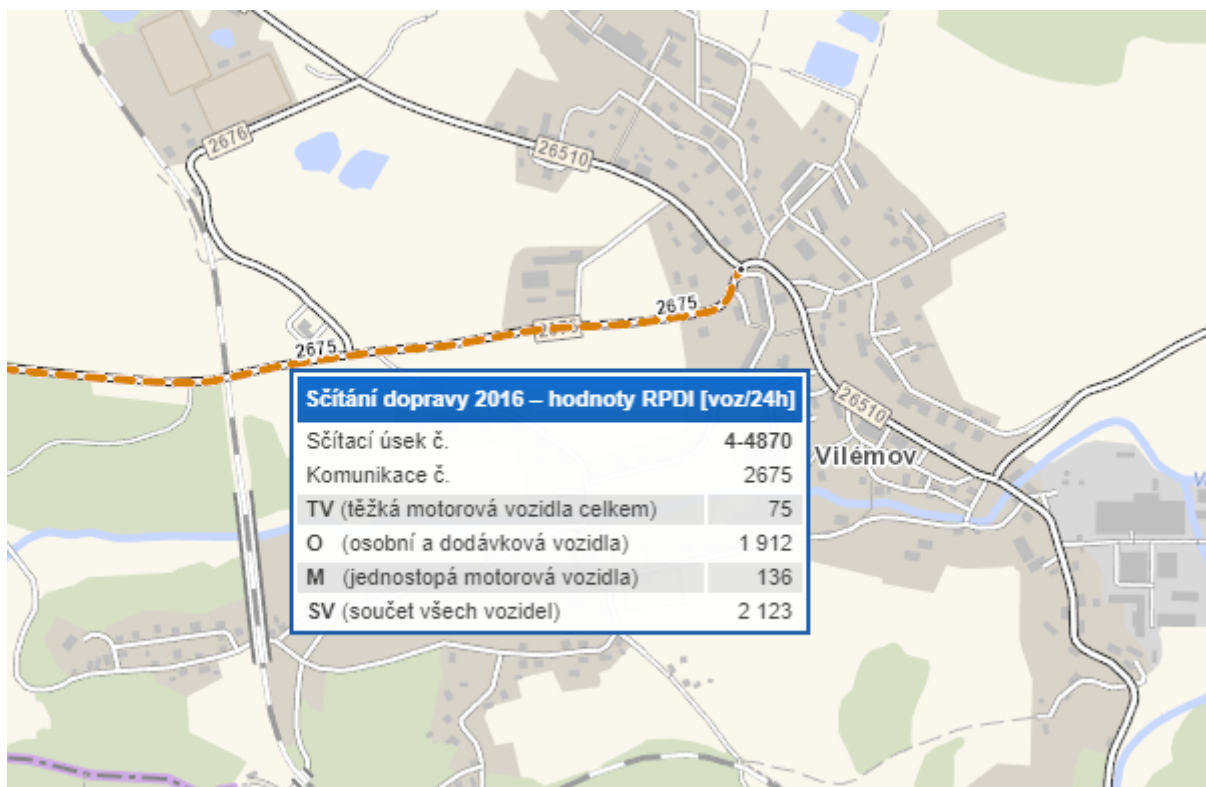 2676
26510
2675
2675
2675
Sčítání dopravy 2016 – hodnoty RPDI [voz/24h]
Sčítací úsek č. 4-4870
Komunikace č. 2675
TV (těžká motorová vozidla celkem) 75
O (osobní a dodávková vozidla) 1 912
M (jednostopá motorová vozidla) 136
SV (součet všech vozidel) 2 123
26510
Vilémov